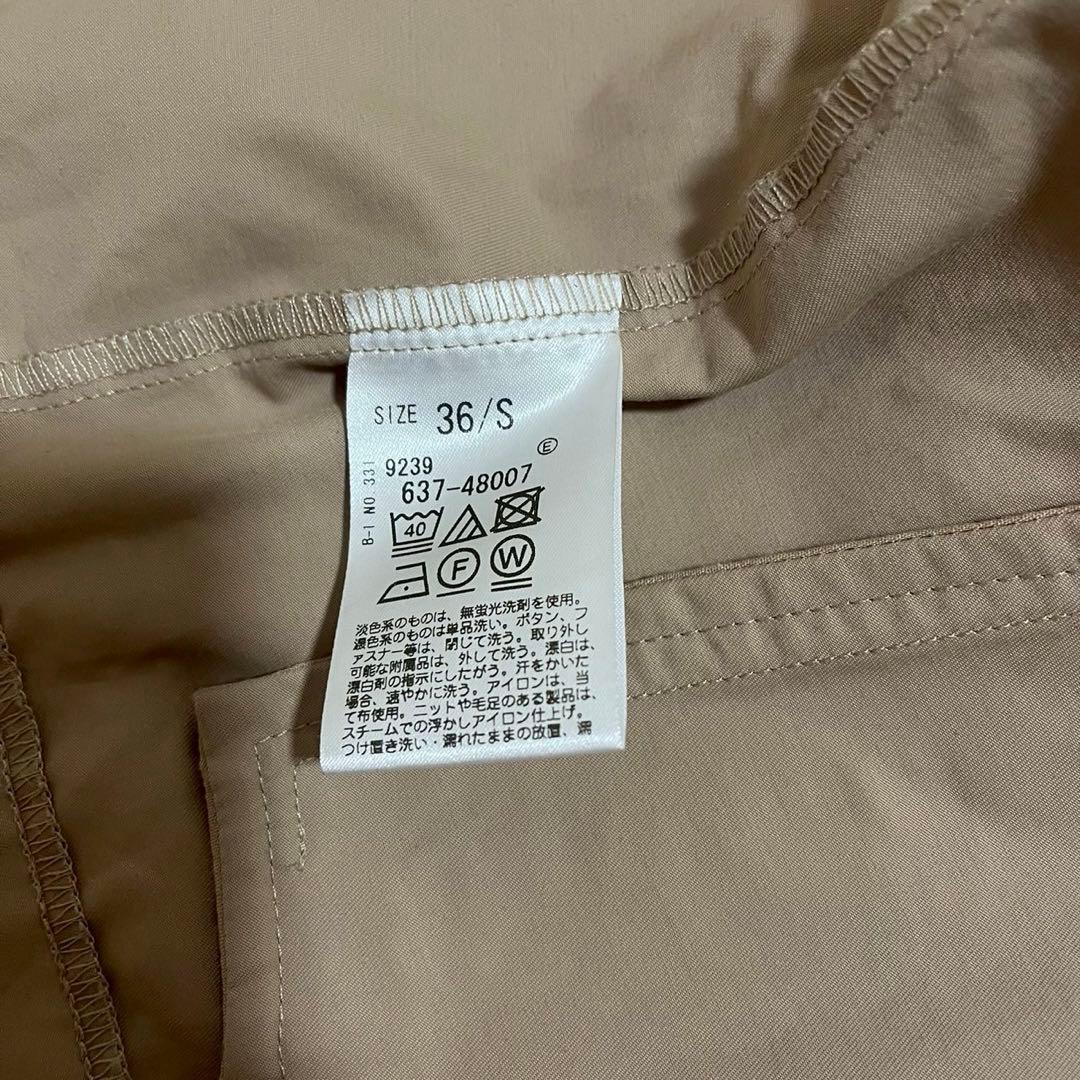 SIZE 36/S
Ⓔ
B-I NO 331
9239
637-48007
40
F W
淡色系のものは、無蛍光洗剤を使用。
濃色系のものは単品洗い。ボタン、フ
ァスナー等は、閉じて洗う。取り外し
可能な附属品は、外して洗う。漂白は、
漂白剤の指示にしたがう。汗をかいた
場合、速やかに洗う。アイロンは、当
て布使用。ニットや毛足のある製品は、
スチームでの浮かしアイロン仕上げ。
つけ置き洗い・濡れたままの放置、濡